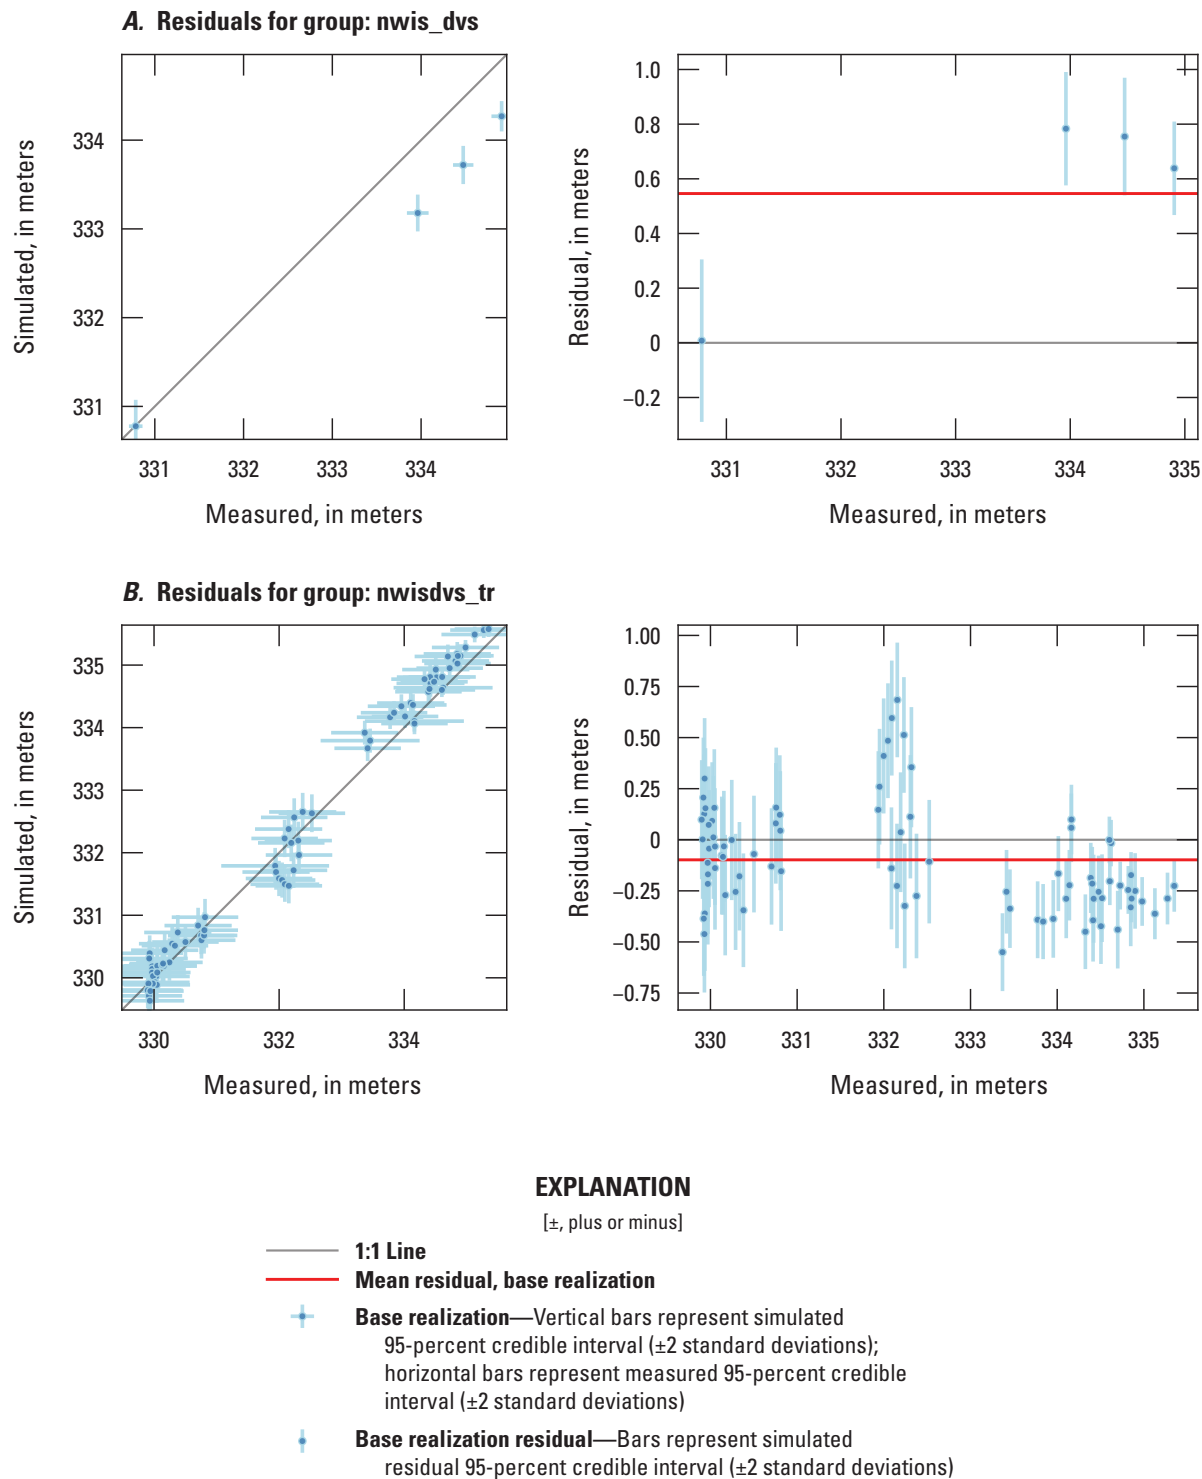 A. Residuals for group: nwis_dvs
334
333
332
331
Simulated, in meters
331 332 333 334
Measured, in meters
1.0
0.8
0.6
0.4
0.2
0
–0.2
Residual, in meters
331 332 333 334 335
Measured, in meters
B. Residuals for group: nwisdvs_tr
335
334
333
332
331
330
Simulated, in meters
330 332 334
Measured, in meters
1.00
0.75
0.50
0.25
0
–0.25
–0.50
–0.75
Residual, in meters
330 331 332 333 334 335
Measured, in meters
EXPLANATION
[±, plus or minus]
1:1 Line
Mean residual, base realization
Base realization—Vertical bars represent simulated
95-percent credible interval (±2 standard deviations);
horizontal bars represent measured 95-percent credible
interval (±2 standard deviations)
Base realization residual—Bars represent simulated
residual 95-percent credible interval (±2 standard deviations)